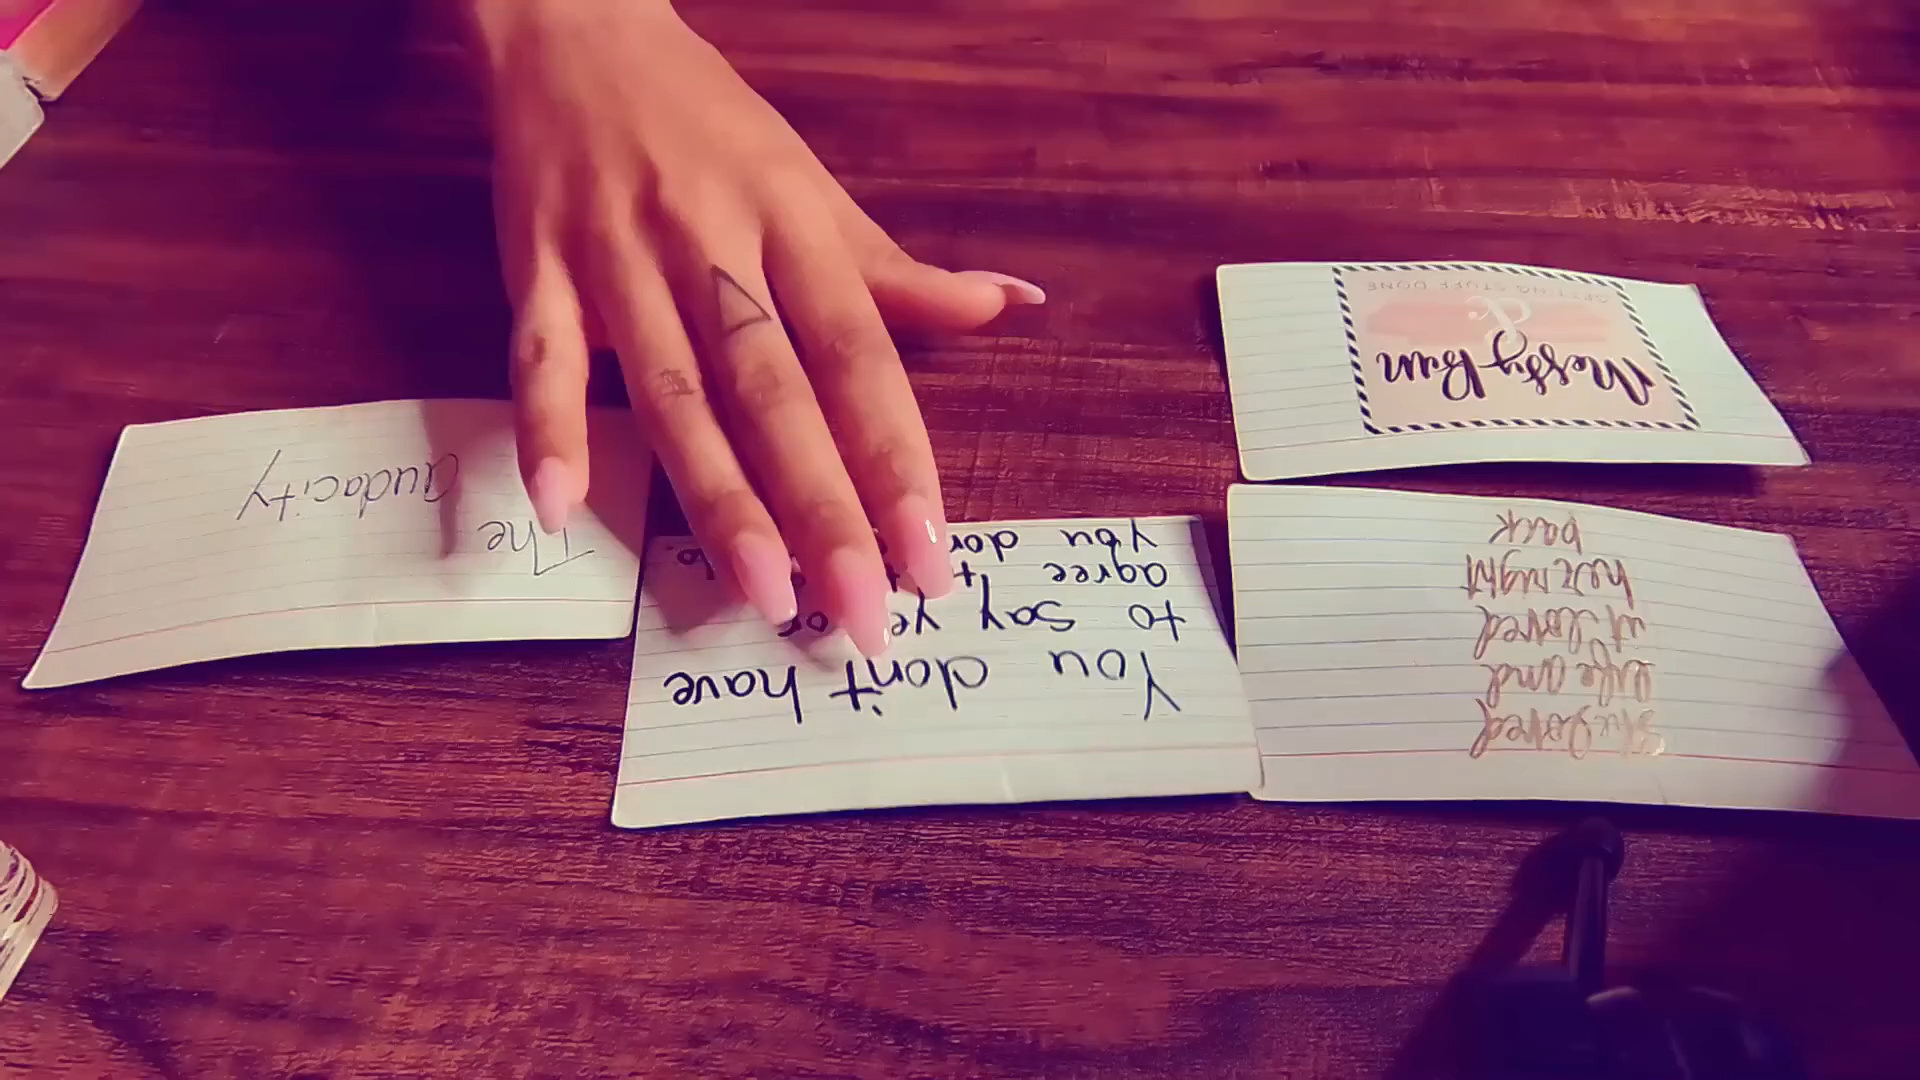 She loved
life and
it loved
her right
back
You don't have
to say or
agree
you
The
audacity
Messy Bun
&
GETTING STUFF DONE